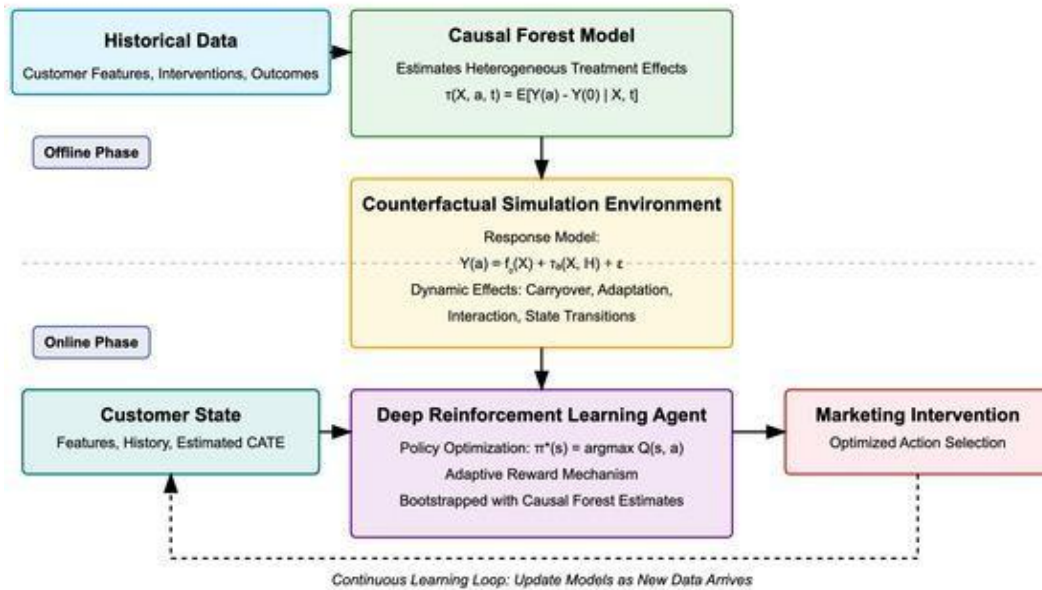 Historical Data
Customer Features, Interventions, Outcomes
Causal Forest Model
Estimates Heterogeneous Treatment Effects
τ(X, a, t) = E[Y(a) - Y(0) | X, t]
Offline Phase
Counterfactual Simulation Environment
Response Model:
Y(a) = f₀(X) + τₐ(X, H) + ε
Dynamic Effects: Carryover, Adaptation,
Interaction, State Transitions
Online Phase
Customer State
Features, History, Estimated CATE
Deep Reinforcement Learning Agent
Policy Optimization: π*(s) = argmax Q(s, a)
Adaptive Reward Mechanism
Bootstrapped with Causal Forest Estimates
Marketing Intervention
Optimized Action Selection
Continuous Learning Loop: Update Models as New Data Arrives